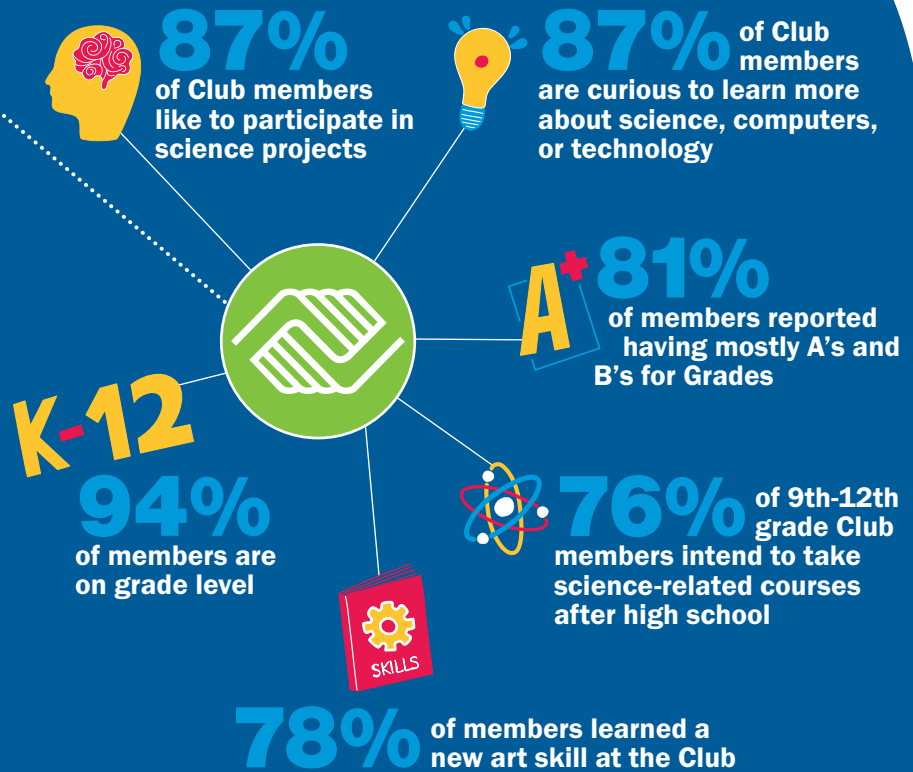 87%
of Club members
like to participate in
science projects
87% of Club
members
are curious to learn more
about science, computers,
or technology
A+
81%
of members reported
having mostly A's and
B's for Grades
K-12
94%
of members are
on grade level
76% of 9th-12th
grade Club
members intend to take
science-related courses
after high school
SKILLS
78% of members learned a
new art skill at the Club